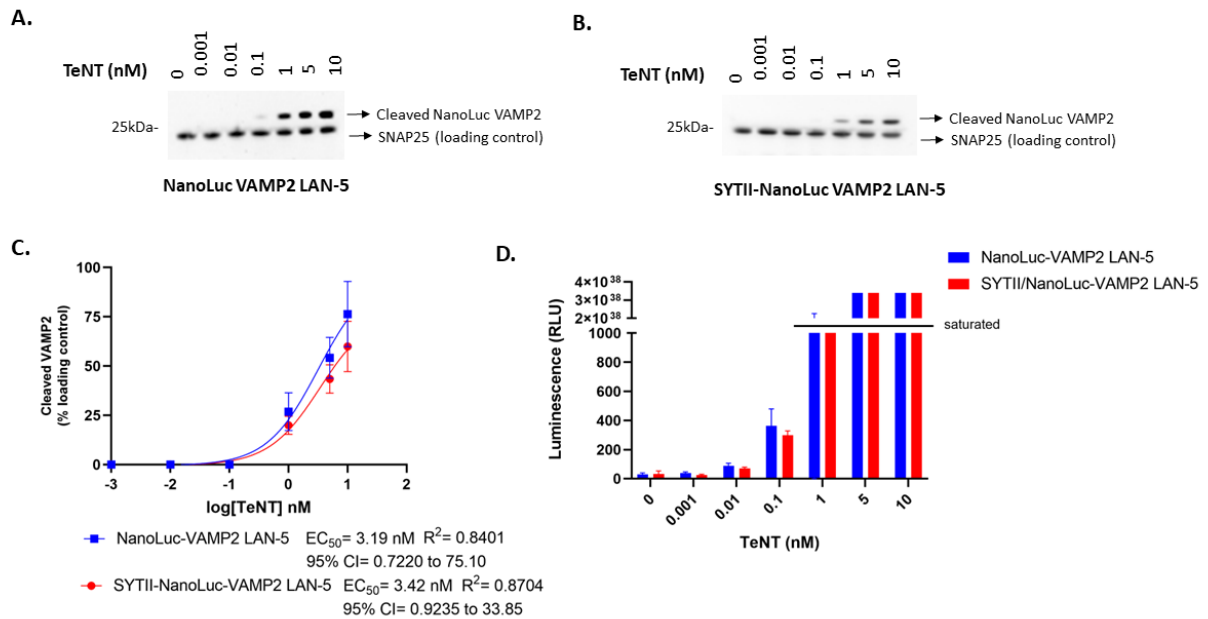 A.
TeNT (nM) 0 0.001 0.01 0.1 1 5 10
25kDa-
Cleaved NanoLuc VAMP2
SNAP25 (loading control)
NanoLuc VAMP2 LAN-5
B.
TeNT (nM) 0 0.001 0.01 0.1 1 5 10
25kDa-
Cleaved NanoLuc VAMP2
SNAP25 (loading control)
SYTII-NanoLuc VAMP2 LAN-5
C.
Cleaved VAMP2
(% loading control)
100
75
50
25
0
-3 -2 -1 0 1 2
log[TeNT] nM
NanoLuc-VAMP2 LAN-5 EC₅₀= 3.19 nM R²= 0.8401
95% CI= 0.7220 to 75.10
SYTII-NanoLuc-VAMP2 LAN-5 EC₅₀= 3.42 nM R²= 0.8704
95% CI= 0.9235 to 33.85
D.
NanoLuc-VAMP2 LAN-5
SYTII/NanoLuc-VAMP2 LAN-5
Luminescence (RLU)
4×10³⁸
3×10³⁸
2×10³⁸
1000
800
600
400
200
0
saturated
0 0.001 0.01 0.1 1 5 10
TeNT (nM)